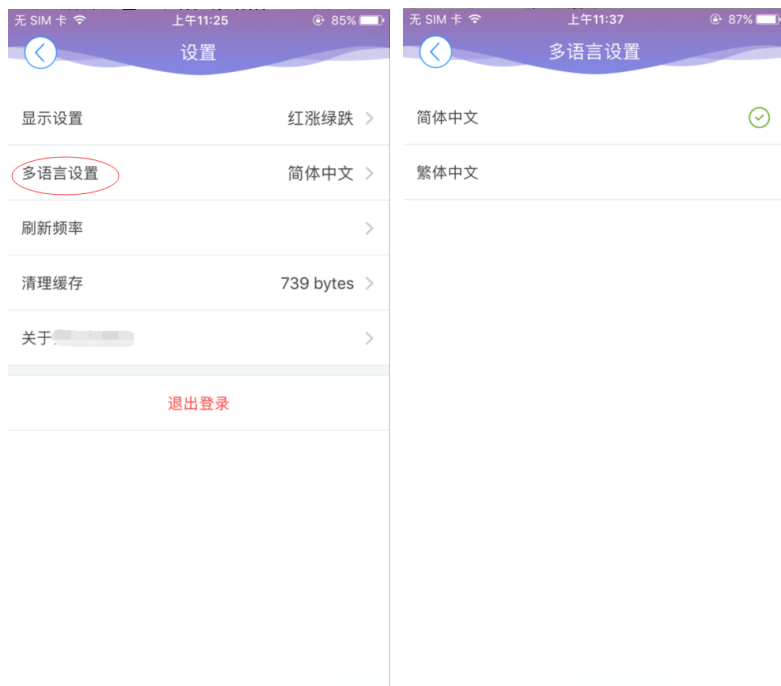 无 SIM 卡
上午11:25
85%
设置
显示设置
红涨绿跌
多语言设置
简体中文
刷新频率
清理缓存
739 bytes
关于
退出登录
无 SIM 卡
上午11:37
87%
多语言设置
简体中文
繁体中文